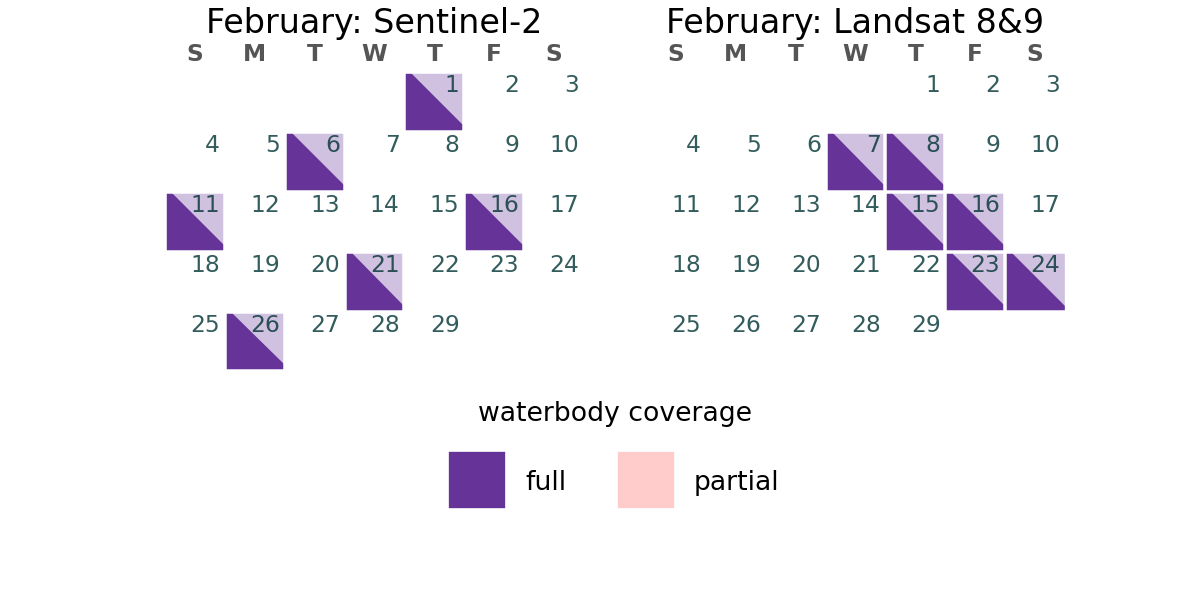 February: Sentinel-2
S M T W T F S
1 2 3
4 5 6 7 8 9 10
11 12 13 14 15 16 17
18 19 20 21 22 23 24
25 26 27 28 29
February: Landsat 8&9
S M T W T F S
1 2 3
4 5 6 7 8 9 10
11 12 13 14 15 16 17
18 19 20 21 22 23 24
25 26 27 28 29
waterbody coverage
full partial